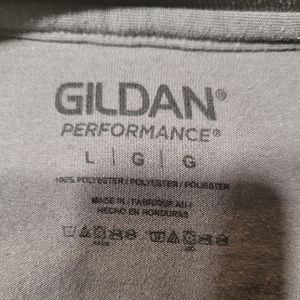 GILDAN®
PERFORMANCE®
L | G | G
100% POLYESTER / POLYESTER / POLIESTER
MADE IN / FABRIQUÉ AU /
HECHO EN HONDURAS